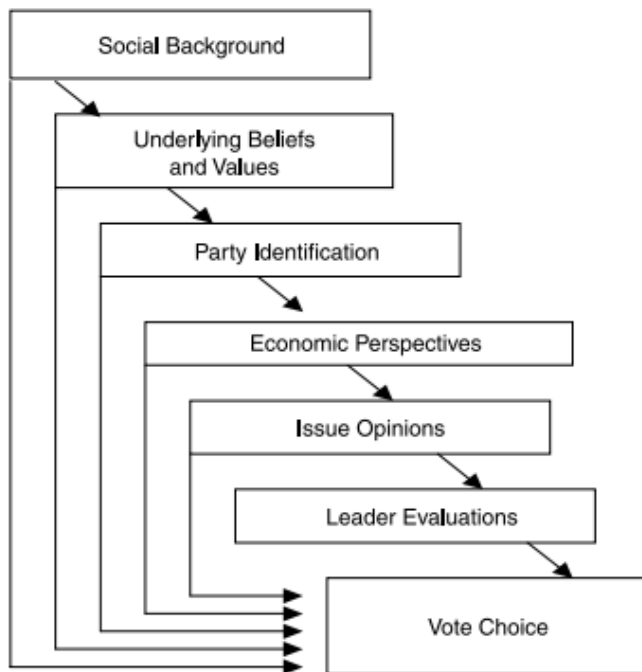 Social Background
Underlying Beliefs
and Values
Party Identification
Economic Perspectives
Issue Opinions
Leader Evaluations
Vote Choice